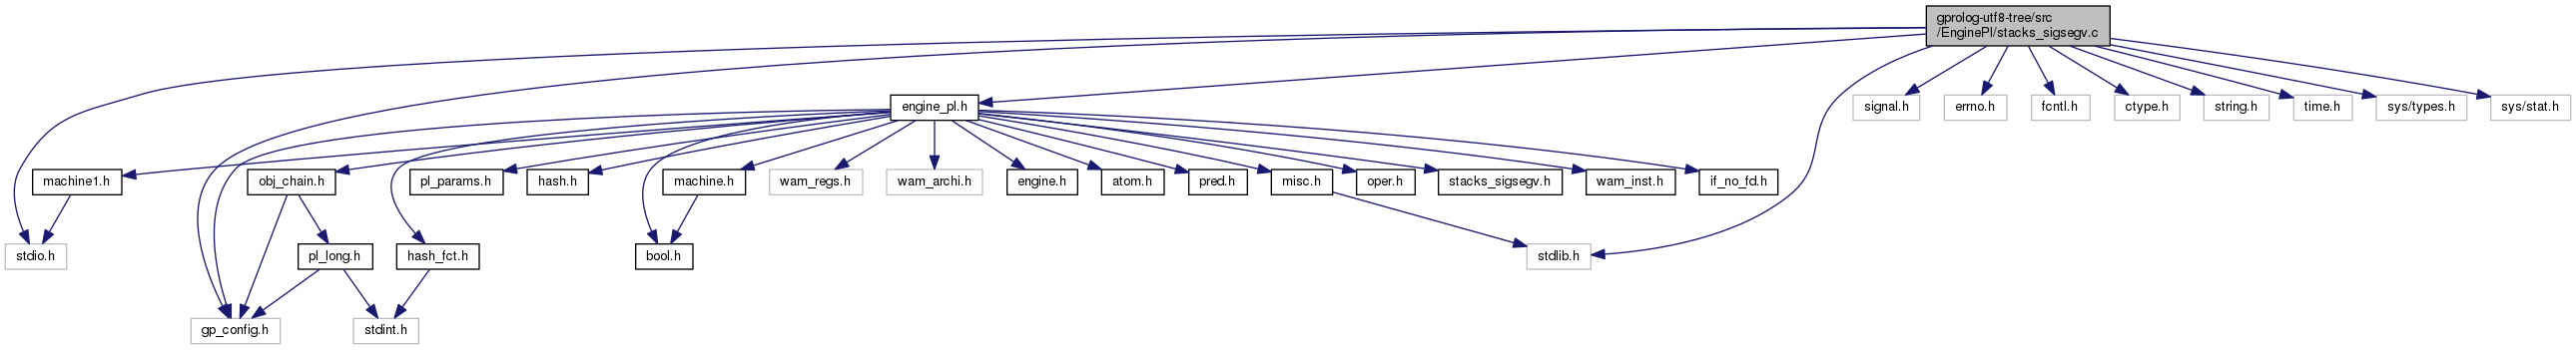 gprolog-utf8-tree/src
/EnginePl/stacks_sigsegv.c
engine_pl.h
signal.h
errno.h
fcntl.h
ctype.h
string.h
time.h
sys/types.h
sys/stat.h
machine1.h
obj_chain.h
pl_params.h
hash.h
machine.h
wam_regs.h
wam_archi.h
engine.h
atom.h
pred.h
misc.h
oper.h
stacks_sigsegv.h
wam_inst.h
if_no_fd.h
stdio.h
pl_long.h
hash_fct.h
bool.h
stdlib.h
gp_config.h
stdint.h